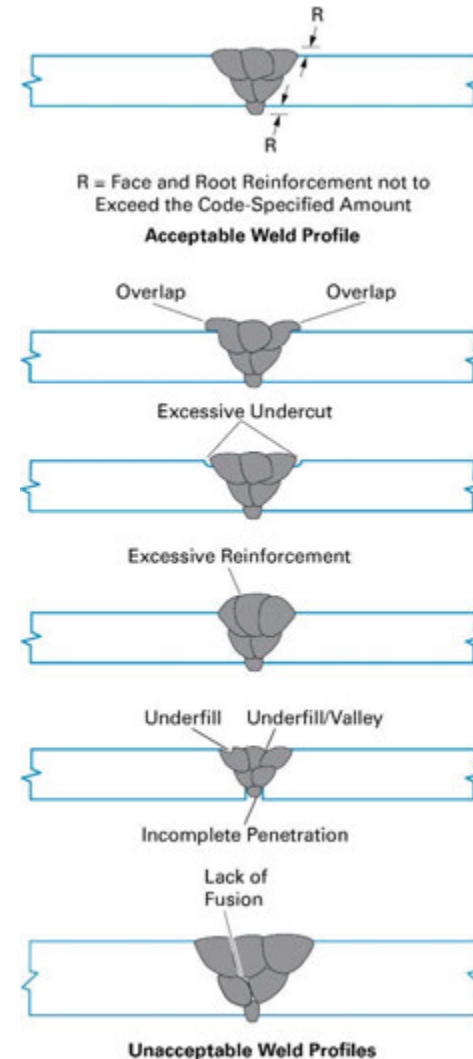 R
R
R = Face and Root Reinforcement not to
Exceed the Code-Specified Amount
Acceptable Weld Profile
Overlap Overlap
Excessive Undercut
Excessive Reinforcement
Underfill Underfill/Valley
Incomplete Penetration
Lack of
Fusion
Unacceptable Weld Profiles